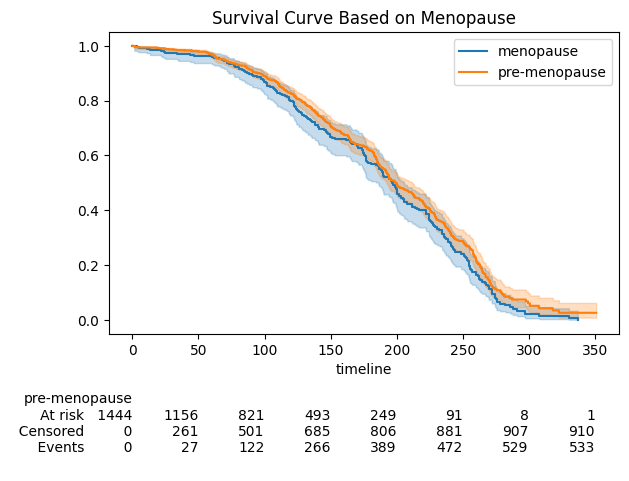 Survival Curve Based on Menopause
menopause
pre-menopause
1.0
0.8
0.6
0.4
0.2
0.0
0 50 100 150 200 250 300 350
timeline
pre-menopause
At risk 1444 1156 821 493 249 91 8 1
Censored 0 261 501 685 806 881 907 910
Events 0 27 122 266 389 472 529 533